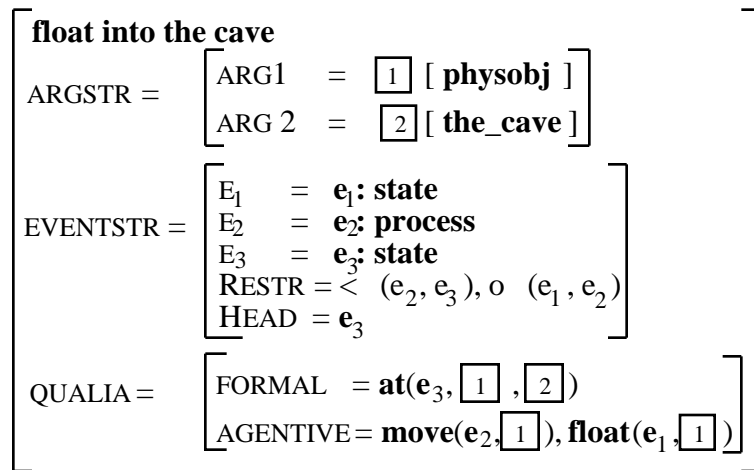 float into the cave
ARGSTR = ARG1 = 1 [ physobj ]
ARG 2 = 2 [ the_cave ]
EVENTSTR = E1 = e1: state
E2 = e2: process
E3 = e3: state
RESTR = < (e2, e3), o (e1, e2)
HEAD = e3
QUALIA = FORMAL = at(e3, 1 , 2 )
AGENTIVE = move(e2, 1 ), float(e1, 1 )